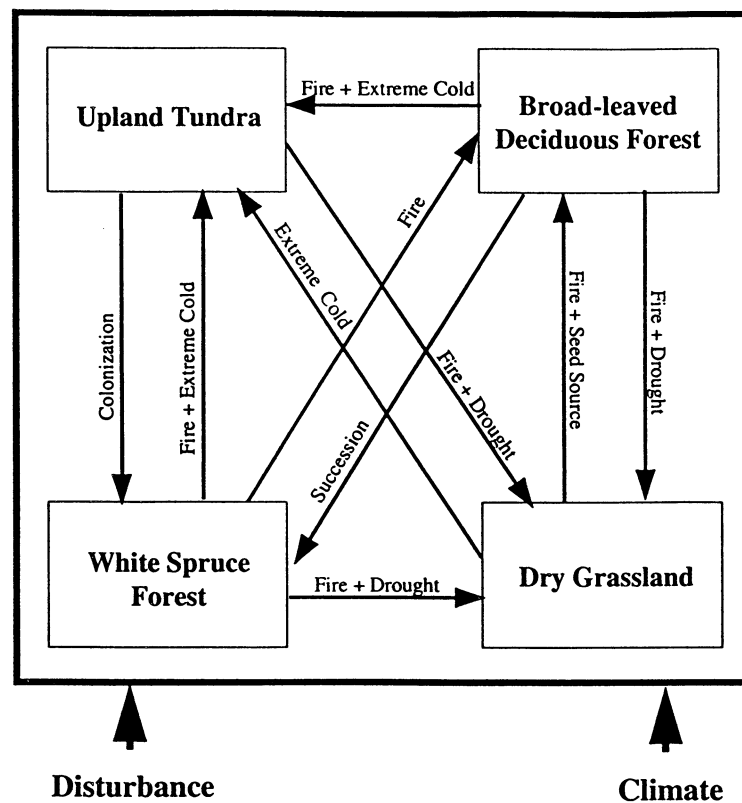 Upland Tundra
Fire + Extreme Cold
Broad-leaved
Deciduous Forest
Colonization
Fire + Extreme Cold
Extreme Cold
Fire
Succession
Fire + Drought
Fire + Seed Source
Fire + Drought
White Spruce
Forest
Fire + Drought
Dry Grassland
Disturbance
Climate